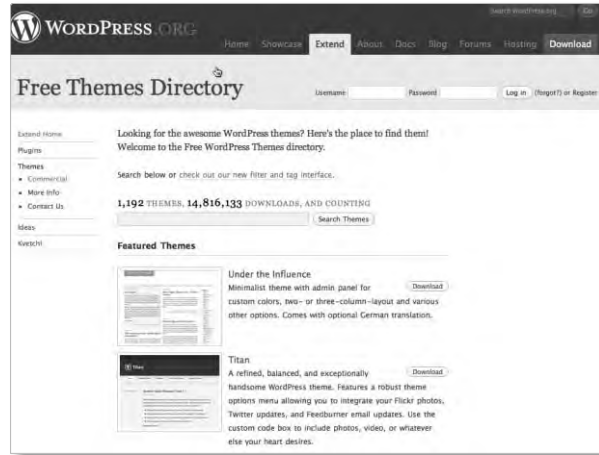 WORDPRESS.ORG
Search WordPress.org Go
Home Showcase Extend About Docs Blog Forums Hosting Download
Free Themes Directory
Username Password Log in (forgot?) or Register
Extend Home
Plugins
Themes
• Commercial
• More Info
• Contact Us
Ideas
Kvetch!
Looking for the awesome WordPress themes? Here's the place to find them!
Welcome to the Free WordPress Themes directory.
Search below or check out our new filter and tag interface.
1,192 THEMES, 14,816,133 DOWNLOADS, AND COUNTING
Search Themes
Featured Themes
Under the Influence
Minimalist theme with admin panel for
custom colors, two- or three-column-layout and various
other options. Comes with optional German translation.
Download
Titan
A refined, balanced, and exceptionally
handsome WordPress theme. Features a robust theme
options menu allowing you to integrate your Flickr photos,
Twitter updates, and Feedburner email updates. Use the
custom code box to include photos, video, or whatever
else your heart desires.
Download
Titan